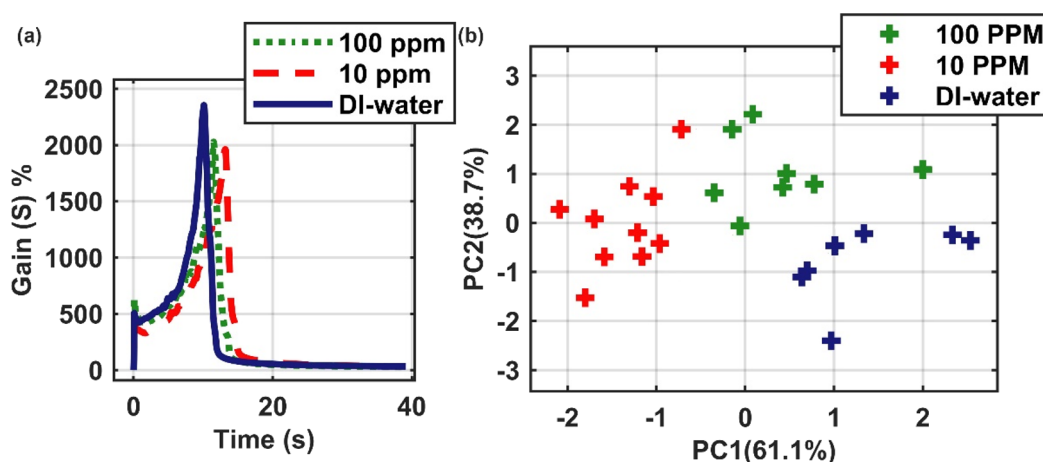 (a)
100 ppm
10 ppm
DI-water
2500
2000
1500
1000
500
0
Gain (S) %
0
20
40
Time (s)
(b)
100 PPM
10 PPM
DI-water
3
2
1
0
-1
-2
-3
PC2(38.7%)
-2
-1
0
1
2
PC1(61.1%)